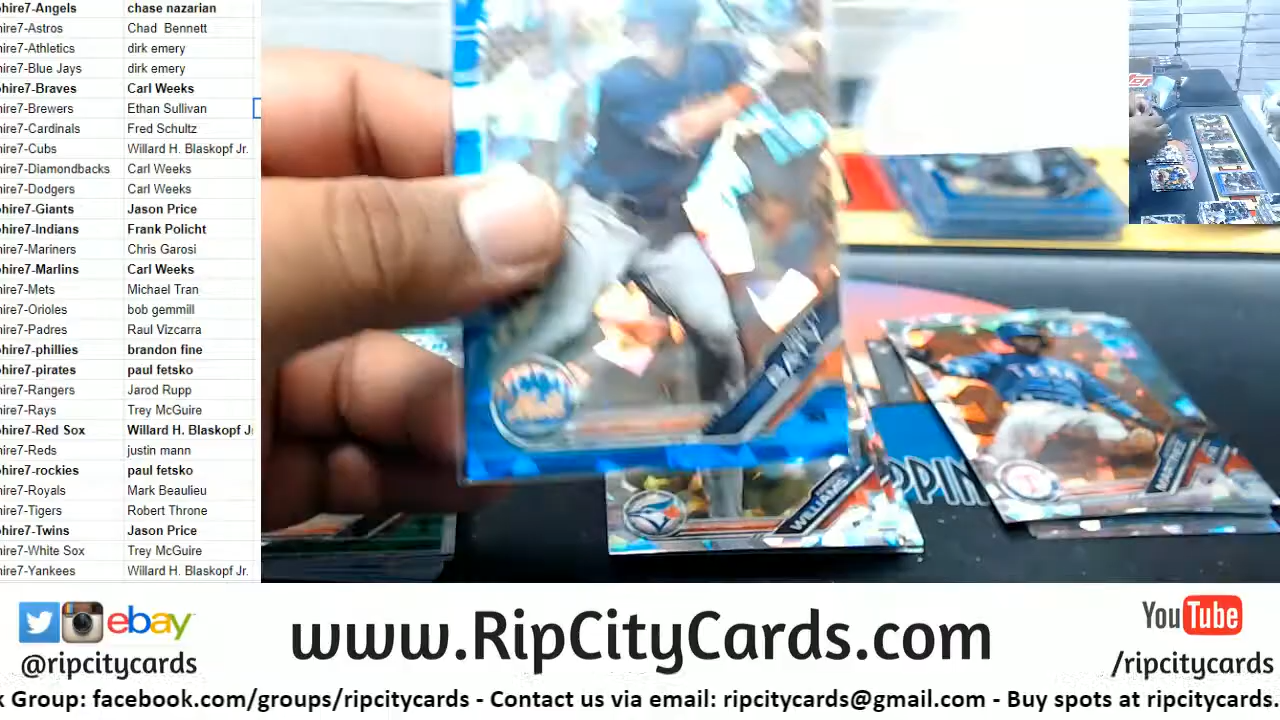 hire7-Angels chase nazarian
hire7-Astros Chad Bennett
hire7-Athletics dirk emery
hire7-Blue Jays dirk emery
hire7-Braves Carl Weeks
hire7-Brewers Ethan Sullivan
hire7-Cardinals Fred Schultz
hire7-Cubs Willard H. Blaskopf Jr.
hire7-Diamondbacks Carl Weeks
hire7-Dodgers Carl Weeks
hire7-Giants Jason Price
hire7-Indians Frank Policht
hire7-Mariners Chris Garosi
hire7-Marlins Carl Weeks
hire7-Mets Michael Tran
hire7-Orioles bob gemmill
hire7-Padres Raul Vizcarra
hire7-phillies brandon fine
hire7-pirates paul fetsko
hire7-Rangers Jarod Rupp
hire7-Rays Trey McGuire
hire7-Red Sox Willard H. Blaskopf J
hire7-Reds justin mann
hire7-rockies paul fetsko
hire7-Royals Mark Beaulieu
hire7-Tigers Robert Throne
hire7-Twins Jason Price
hire7-White Sox Trey McGuire
hire7-Yankees Willard H. Blaskopf Jr.
BATY
WILLIAMS
PPIN
TEXAS
ebay
@ripcitycards
www.RipCityCards.com
YouTube
/ripcitycards
k Group: facebook.com/groups/ripcitycards - Contact us via email: ripcitycards@gmail.com - Buy spots at ripcitycards.